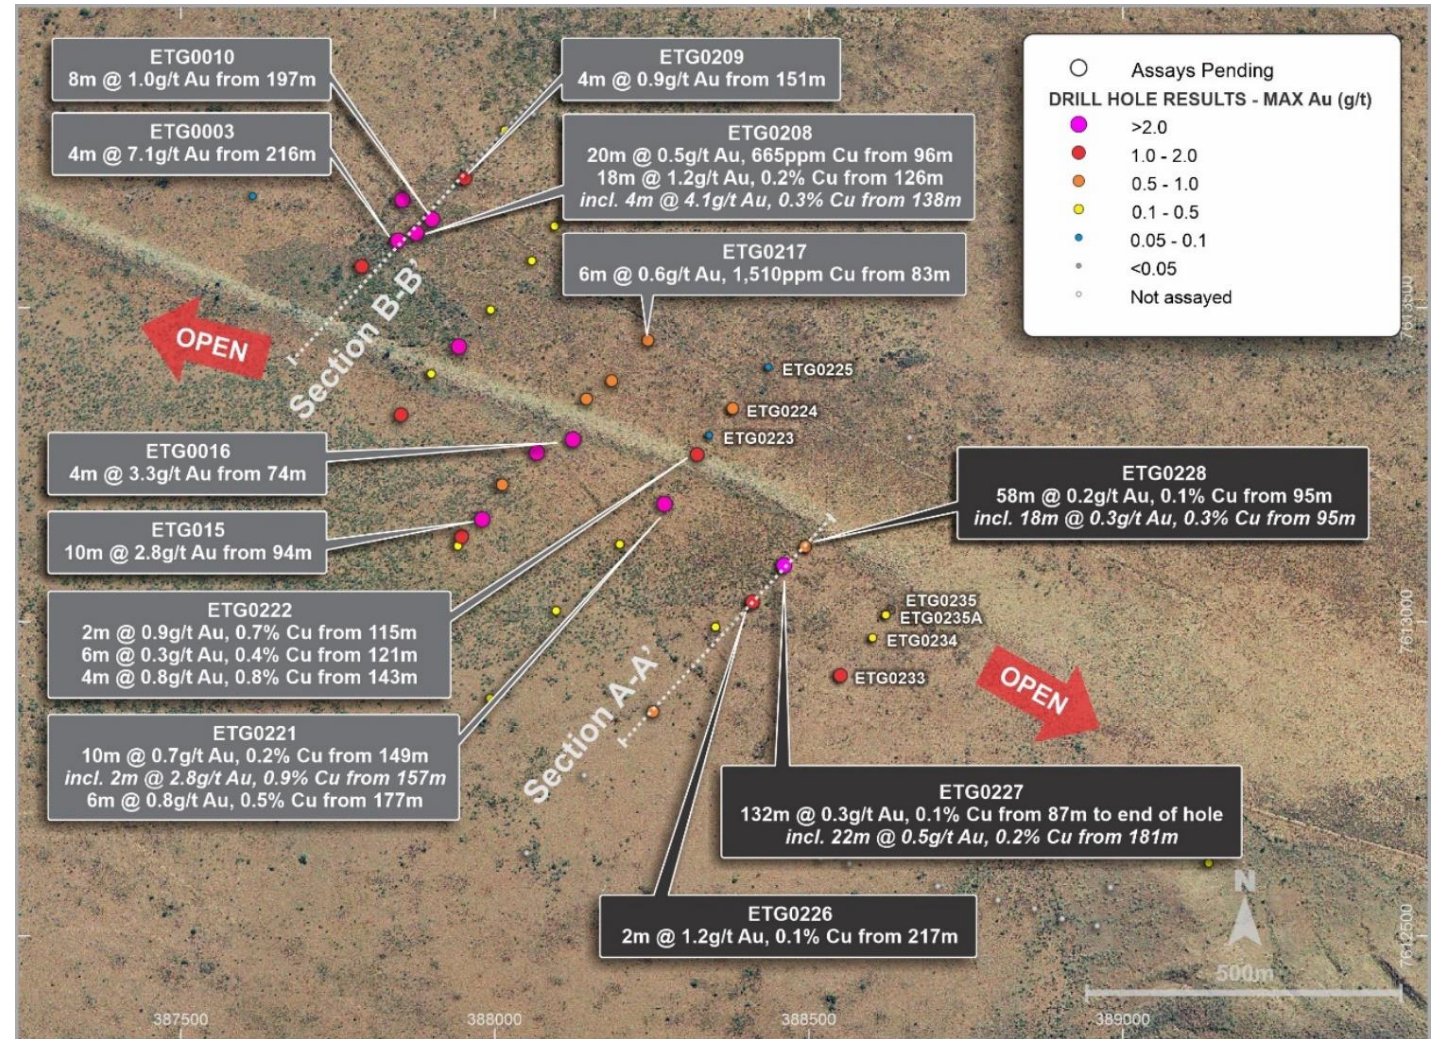 ETG0010
8m @ 1.0g/t Au from 197m
ETG0209
4m @ 0.9g/t Au from 151m
ETG0003
4m @ 7.1g/t Au from 216m
ETG0208
20m @ 0.5g/t Au, 665ppm Cu from 96m
18m @ 1.2g/t Au, 0.2% Cu from 126m
incl. 4m @ 4.1g/t Au, 0.3% Cu from 138m
ETG0217
6m @ 0.6g/t Au, 1,510ppm Cu from 83m
Assays Pending
DRILL HOLE RESULTS - MAX Au (g/t)
>2.0
1.0 - 2.0
0.5 - 1.0
0.1 - 0.5
0.05 - 0.1
<0.05
Not assayed
7613500
OPEN
Section B-B'
ETG0225
ETG0224
ETG0223
ETG0016
4m @ 3.3g/t Au from 74m
ETG015
10m @ 2.8g/t Au from 94m
ETG0228
58m @ 0.2g/t Au, 0.1% Cu from 95m
incl. 18m @ 0.3g/t Au, 0.3% Cu from 95m
ETG0222
2m @ 0.9g/t Au, 0.7% Cu from 115m
6m @ 0.3g/t Au, 0.4% Cu from 121m
4m @ 0.8g/t Au, 0.8% Cu from 143m
ETG0235
ETG0235A
ETG0234
ETG0233
7613000
OPEN
Section A-A'
ETG0221
10m @ 0.7g/t Au, 0.2% Cu from 149m
incl. 2m @ 2.8g/t Au, 0.9% Cu from 157m
6m @ 0.8g/t Au, 0.5% Cu from 177m
ETG0227
132m @ 0.3g/t Au, 0.1% Cu from 87m to end of hole
incl. 22m @ 0.5g/t Au, 0.2% Cu from 181m
ETG0226
2m @ 1.2g/t Au, 0.1% Cu from 217m
N
500m
7612500
387500
388000
388500
389000